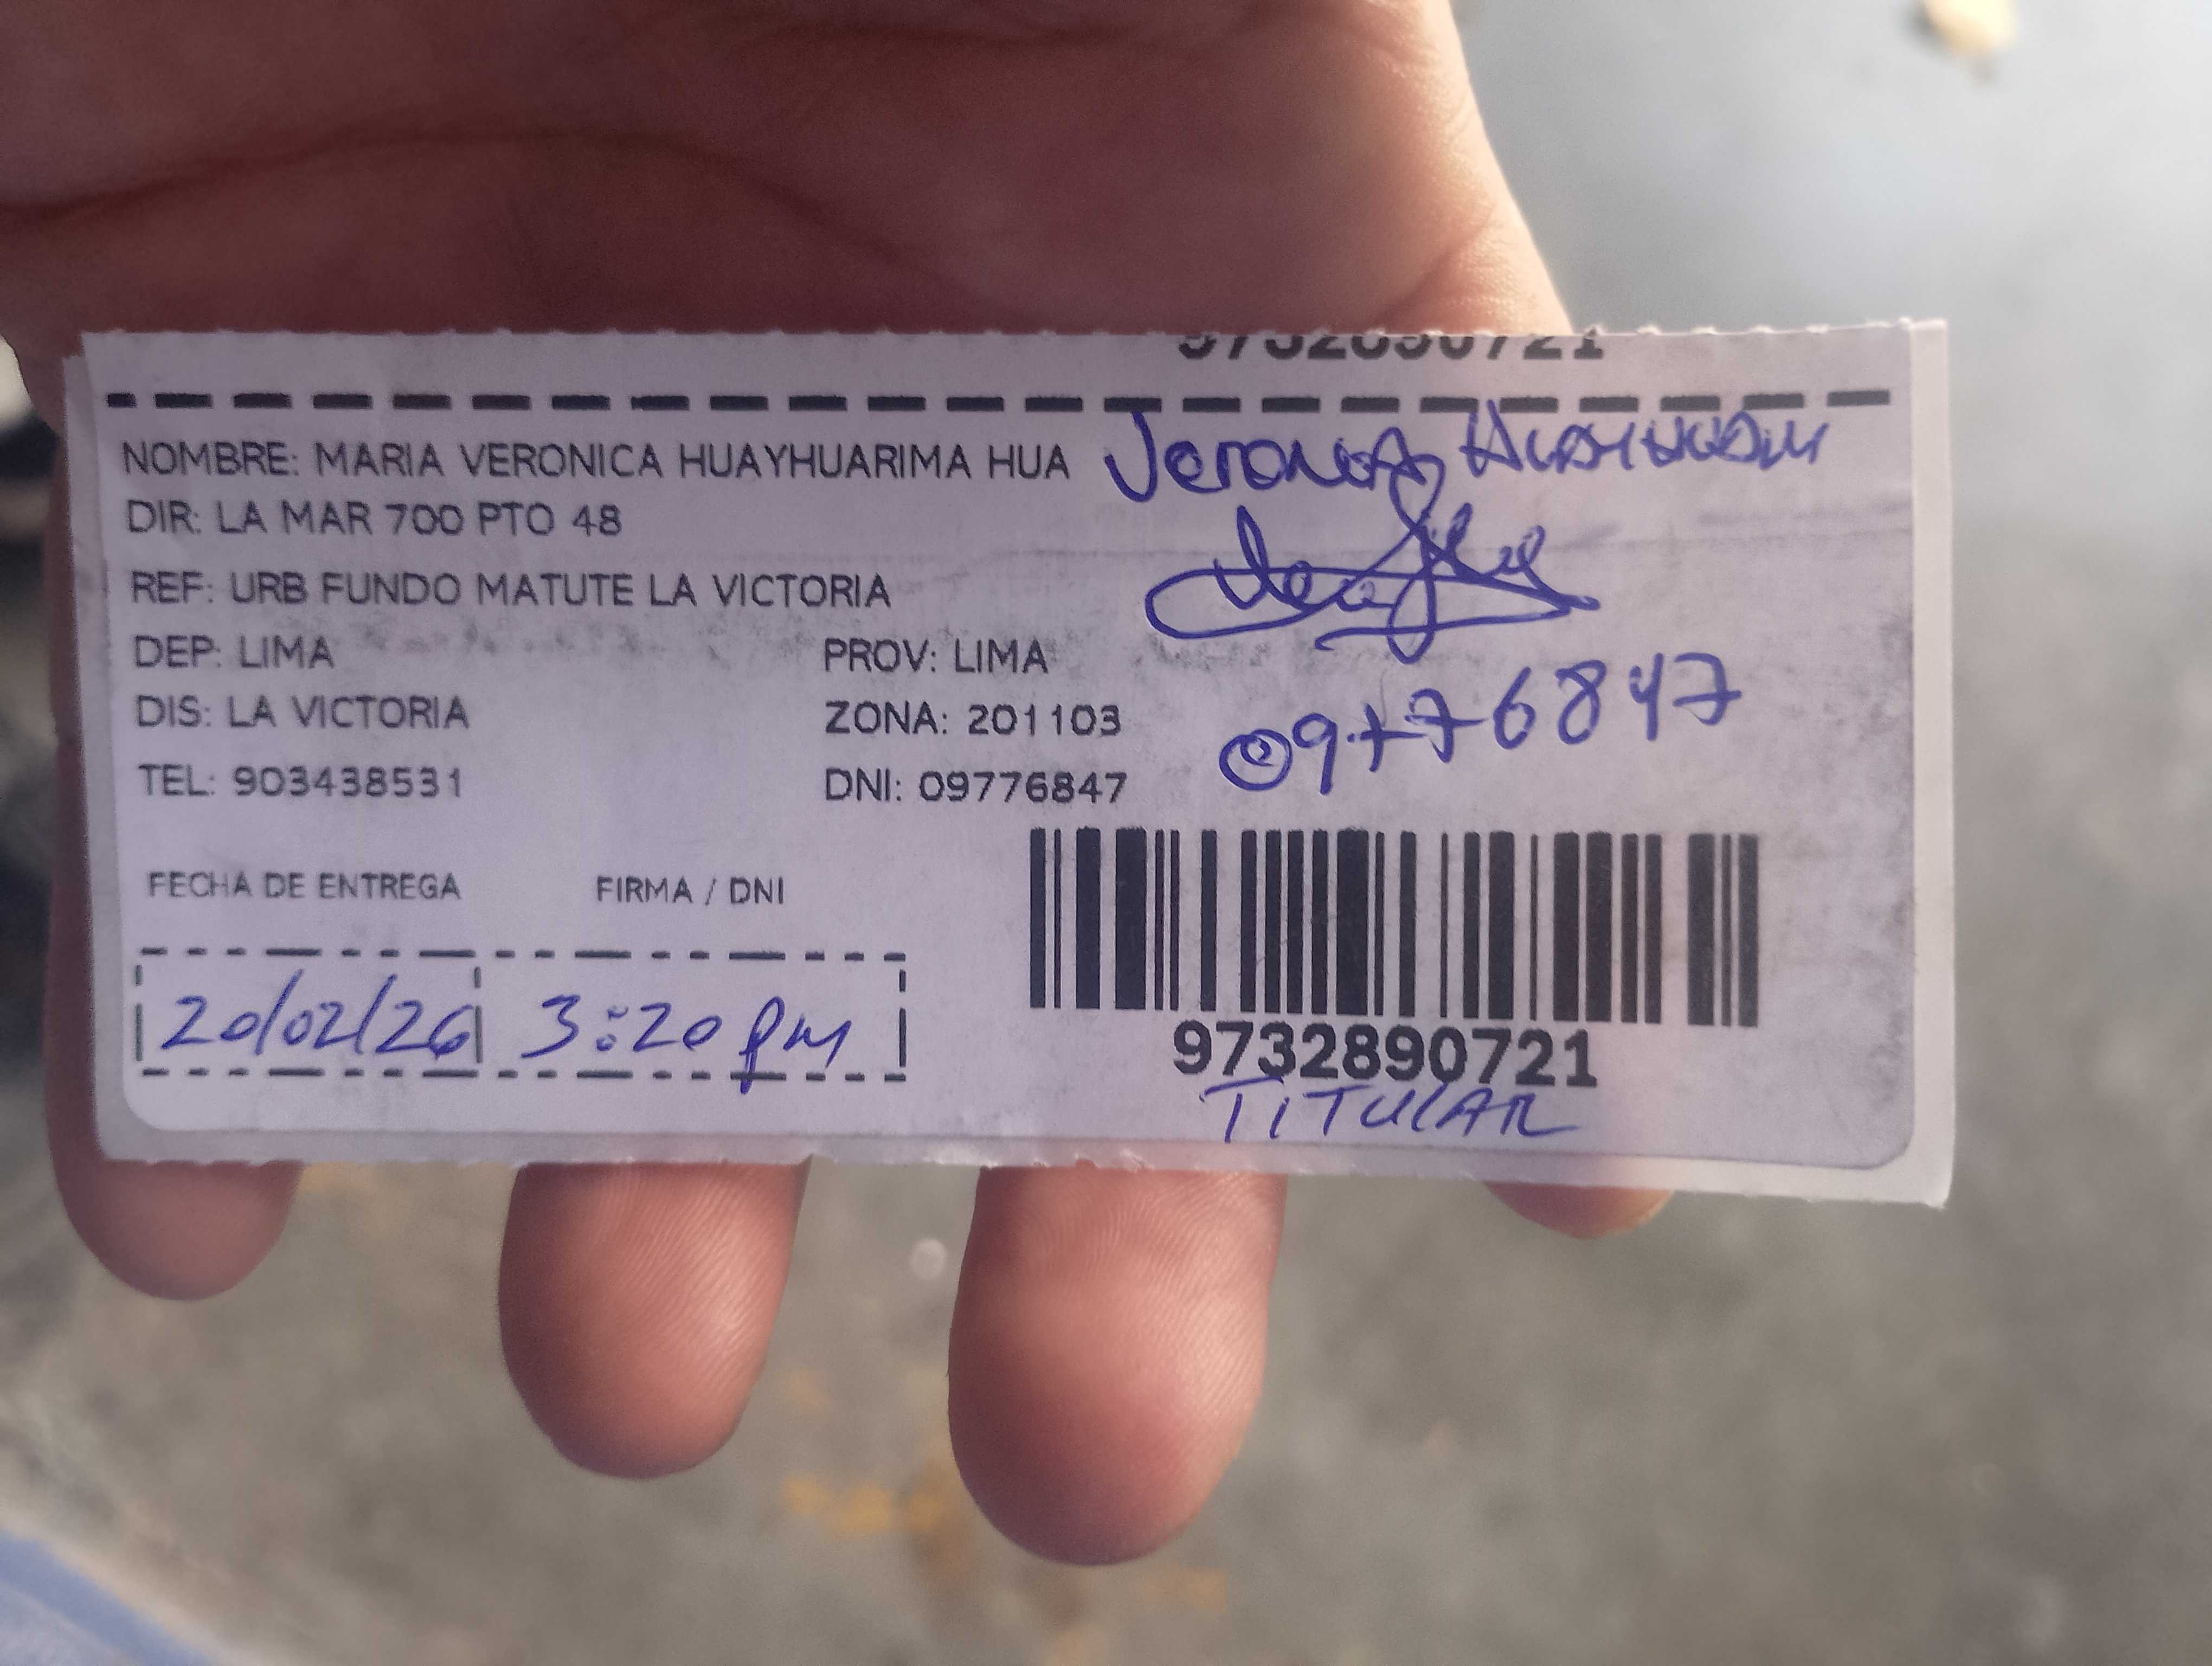 9732890721
NOMBRE: MARIA VERONICA HUAYHUARIMA HUA
Veronica
DIR: LA MAR 700 PTO 48
REF: URB FUNDO MATUTE LA VICTORIA
DEP: LIMA PROV: LIMA
DIS: LA VICTORIA ZONA: 201103
09776847
TEL: 903438531 DNI: 09776847
FECHA DE ENTREGA FIRMA / DNI
20/02/26 3:20 pm
9732890721
TITULAR